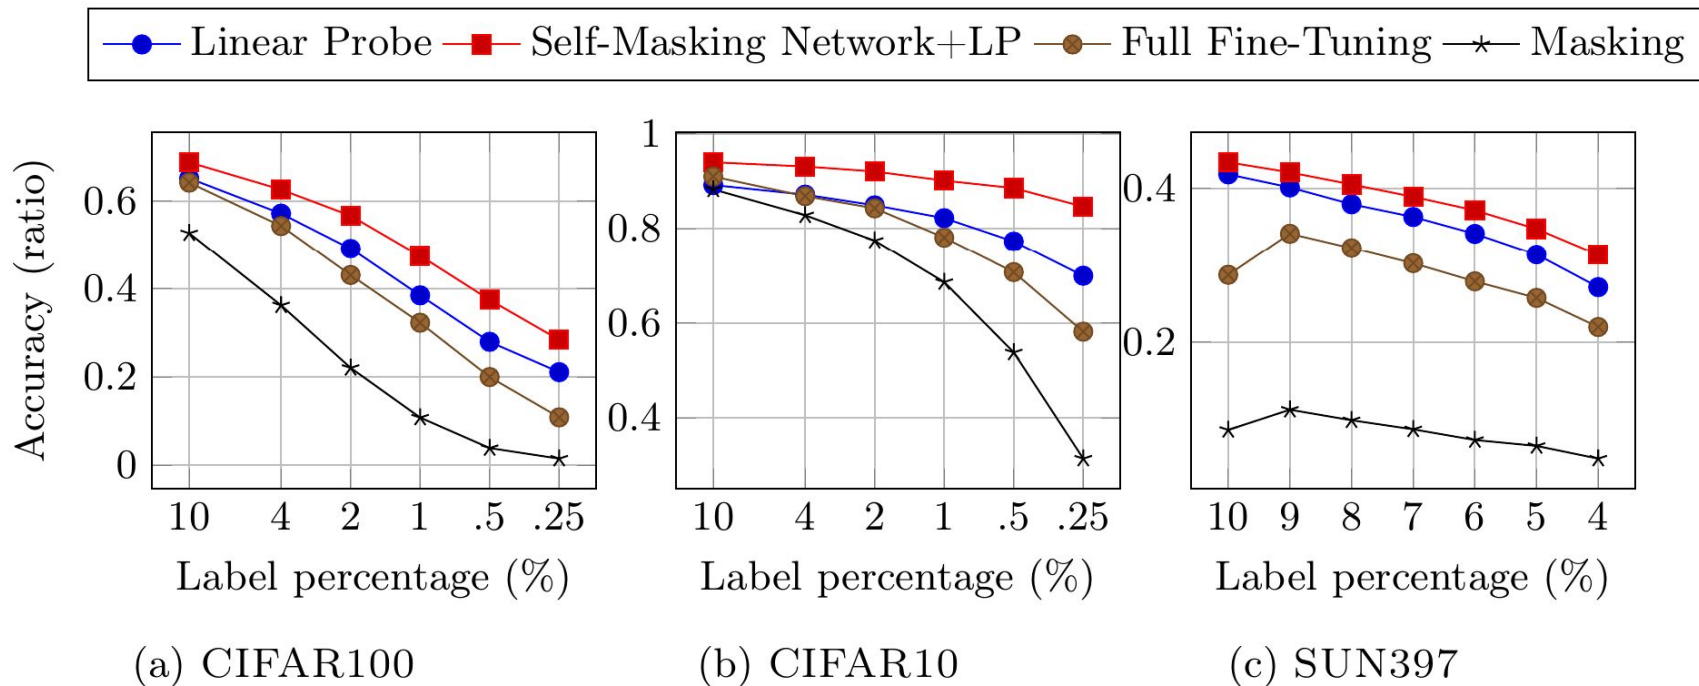 Linear Probe Self-Masking Network+LP Full Fine-Tuning Masking
Accuracy (ratio)
0.6
0.4
0.2
0
10 4 2 1 .5 .25
Label percentage (%)
(a) CIFAR100
1
0.8
0.6
0.4
10 4 2 1 .5 .25
Label percentage (%)
(b) CIFAR10
0.4
0.2
10 9 8 7 6 5 4
Label percentage (%)
(c) SUN397